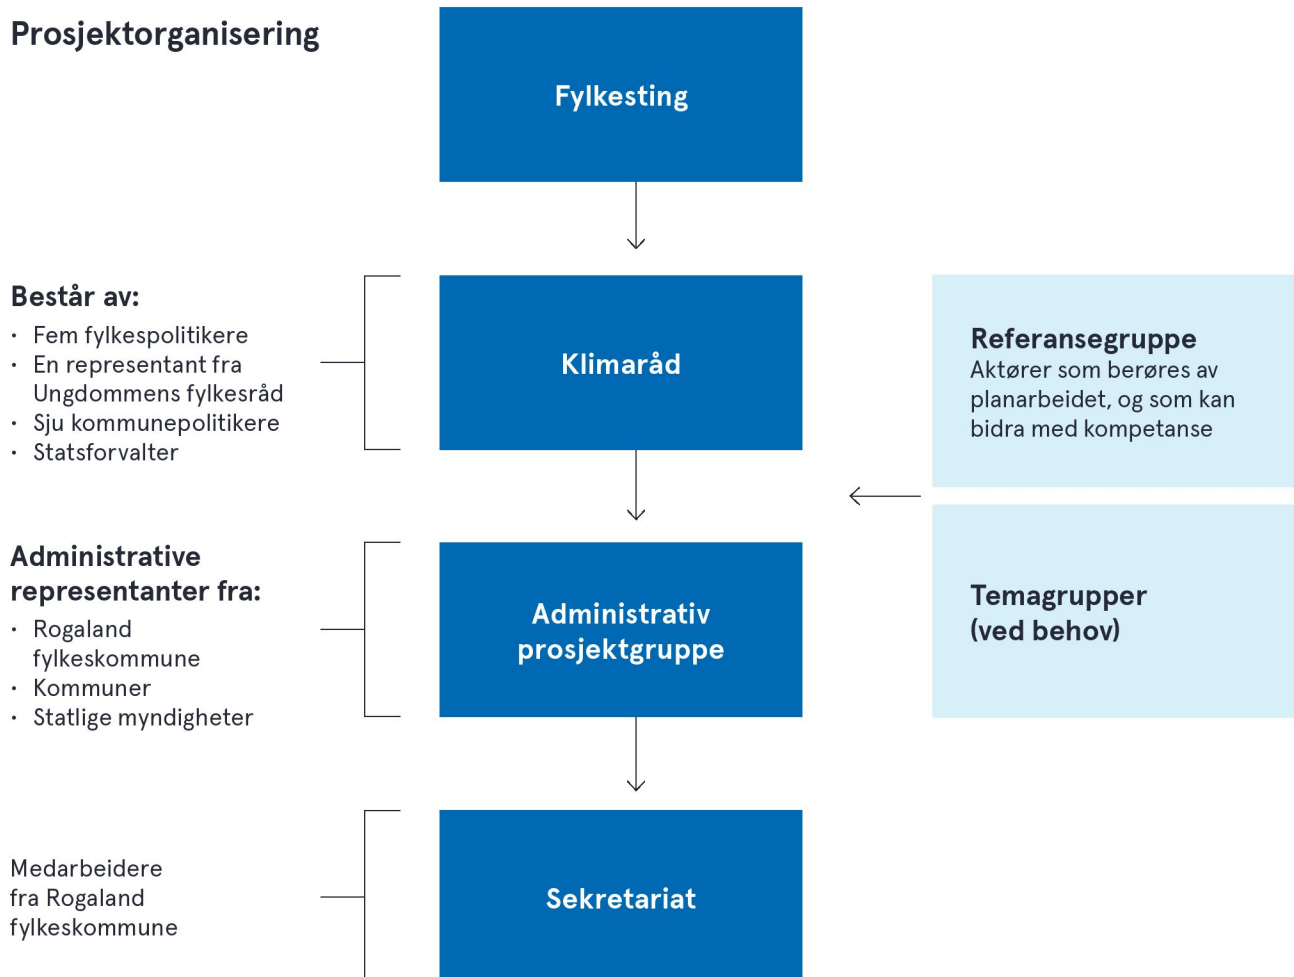 Prosjektorganisering
Fylkesting
Består av:
· Fem fylkespolitikere
· En representant fra
Ungdommens fylkesråd
· Sju kommunepolitikere
· Statsforvalter
Klimaråd
Referansegruppe
Aktører som berøres av
planarbeidet, og som kan
bidra med kompetanse
Administrative
representanter fra:
· Rogaland
fylkeskommune
· Kommuner
· Statlige myndigheter
Administrativ
prosjektgruppe
Temagrupper
(ved behov)
Medarbeidere
fra Rogaland
fylkeskommune
Sekretariat